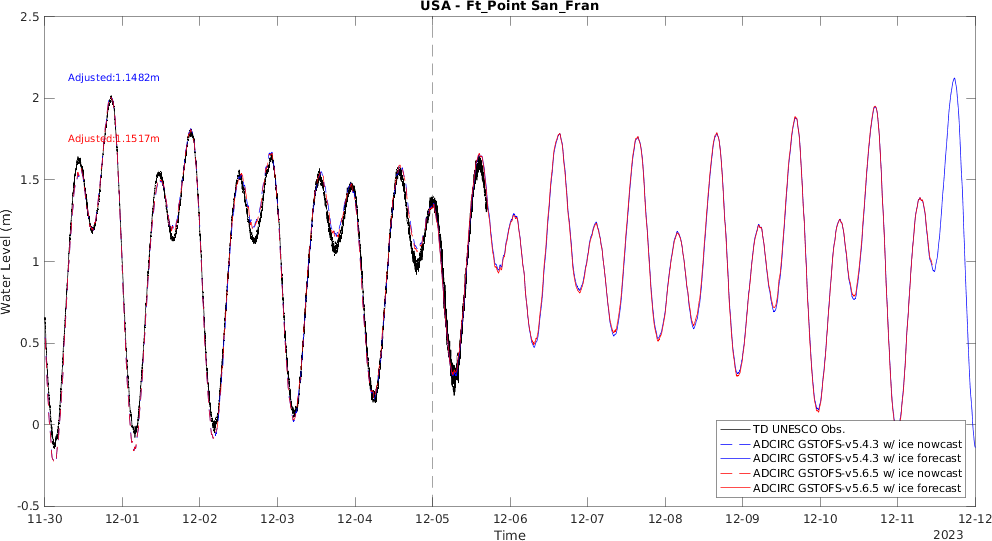 USA - Ft_Point San_Fran
2.5
2
1.5
1
0.5
0
-0.5
Water Level (m)
Adjusted:1.1482m
Adjusted:1.1517m
TD UNESCO Obs.
ADCIRC GSTOFS-v5.4.3 w/ ice nowcast
ADCIRC GSTOFS-v5.4.3 w/ ice forecast
ADCIRC GSTOFS-v5.6.5 w/ ice nowcast
ADCIRC GSTOFS-v5.6.5 w/ ice forecast
11-30 12-01 12-02 12-03 12-04 12-05 12-06 12-07 12-08 12-09 12-10 12-11 12-12
Time
2023